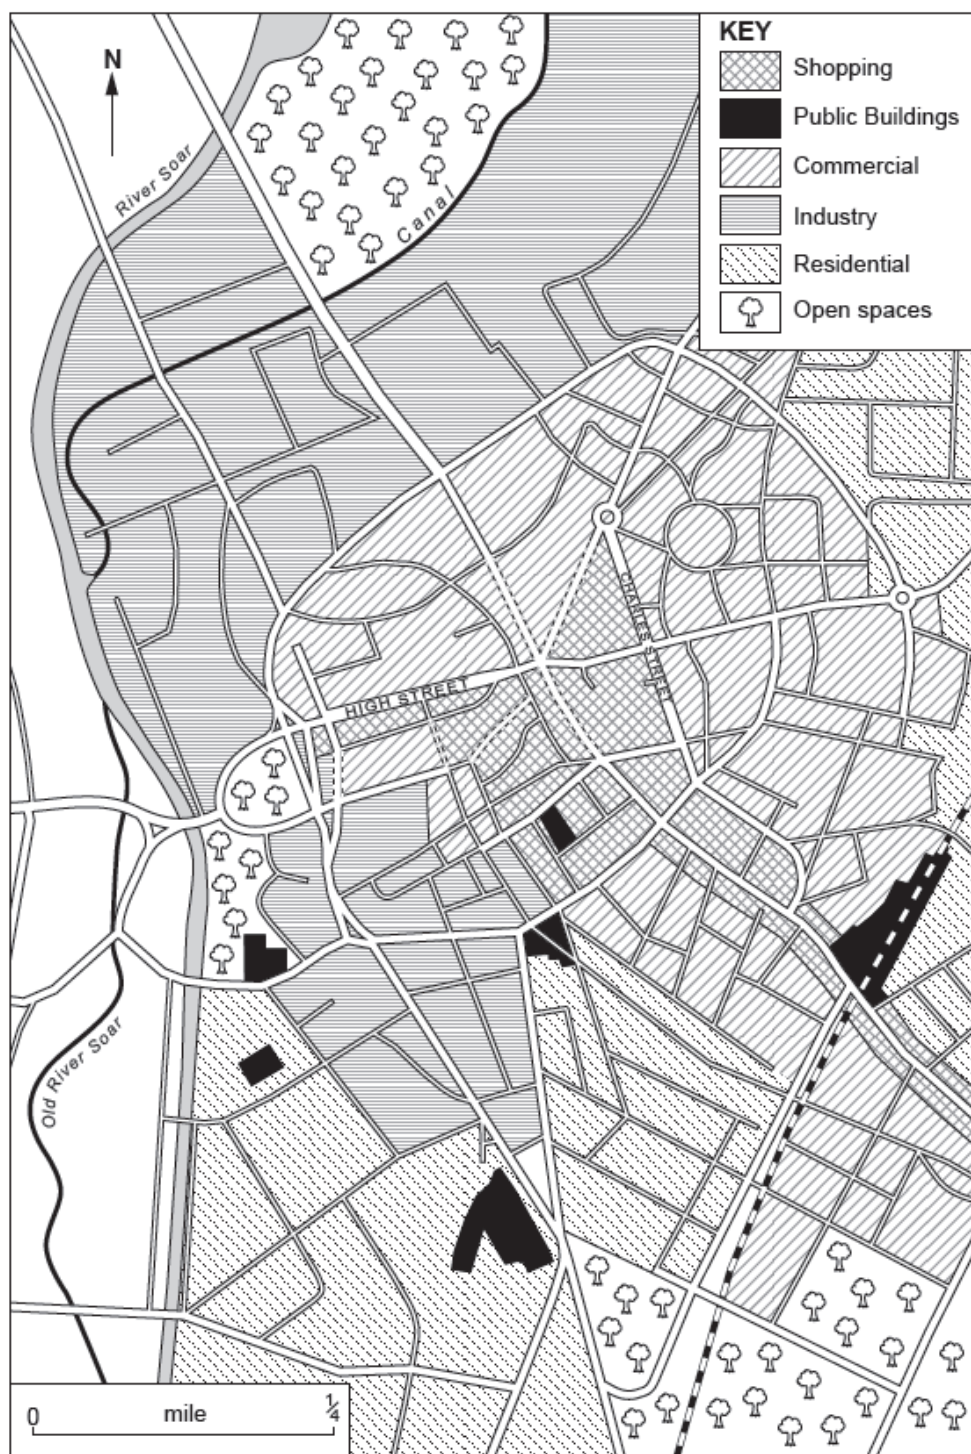 KEY
Shopping
Public Buildings
Commercial
Industry
Residential
Open spaces
N
River Soar
Canal
CHARLES STREET
HIGH STREET
Old River Soar
0 mile ¼